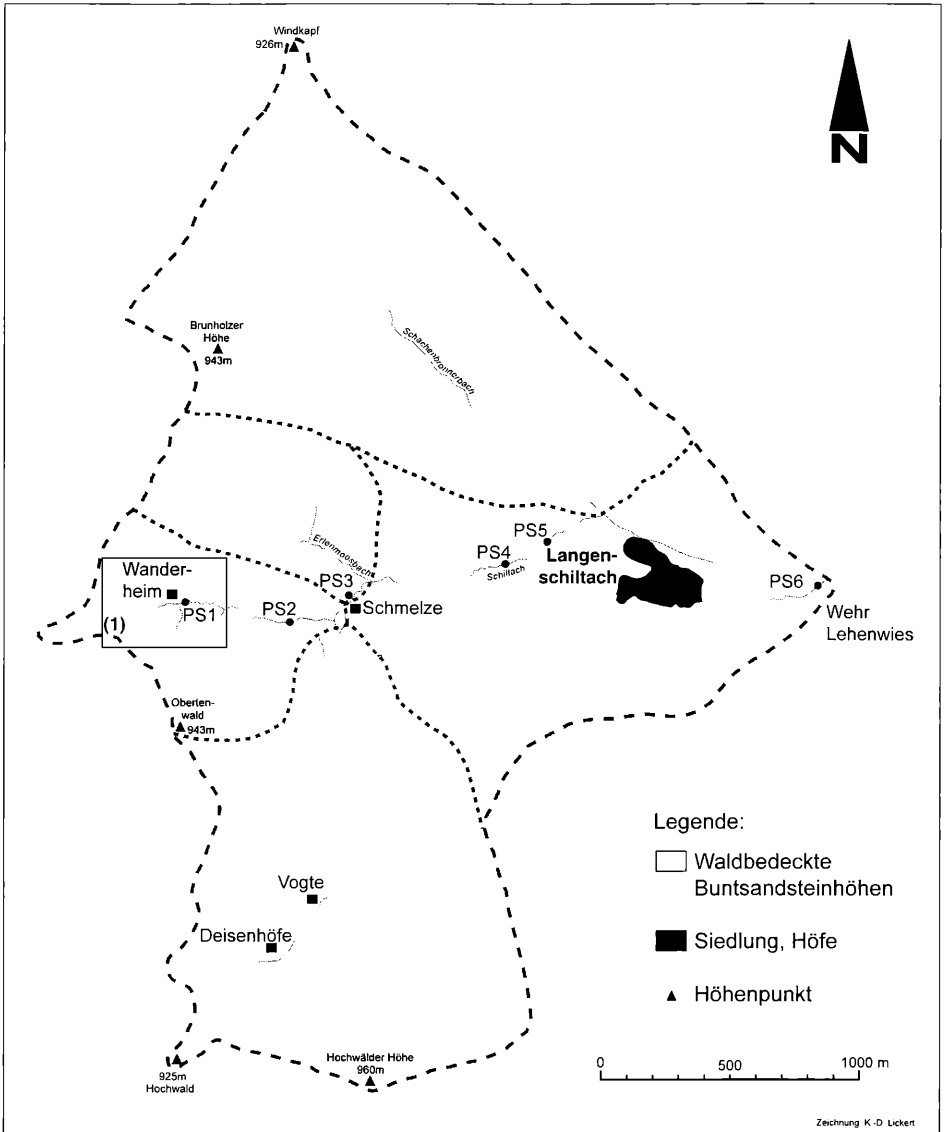 Windkapf
926m
N
Brunholzer
Höhe
943m
Schachenbronnerbach
Erlenmoosbach
PS5
Langen-
schiltach
PS4
Schiltach
Wander-
heim
PS1
(1)
PS2
PS3
Schmelze
PS6
Wehr
Lehenwies
Oberten-
wald
943m
Vogte
Deisenhöfe
925m
Hochwald
Hochwälder Höhe
960m
Legende:
Waldbedeckte
Buntsandsteinhöhen
Siedlung, Höfe
Höhenpunkt
0 500 1000 m
Zeichnung K.-D. Lickert